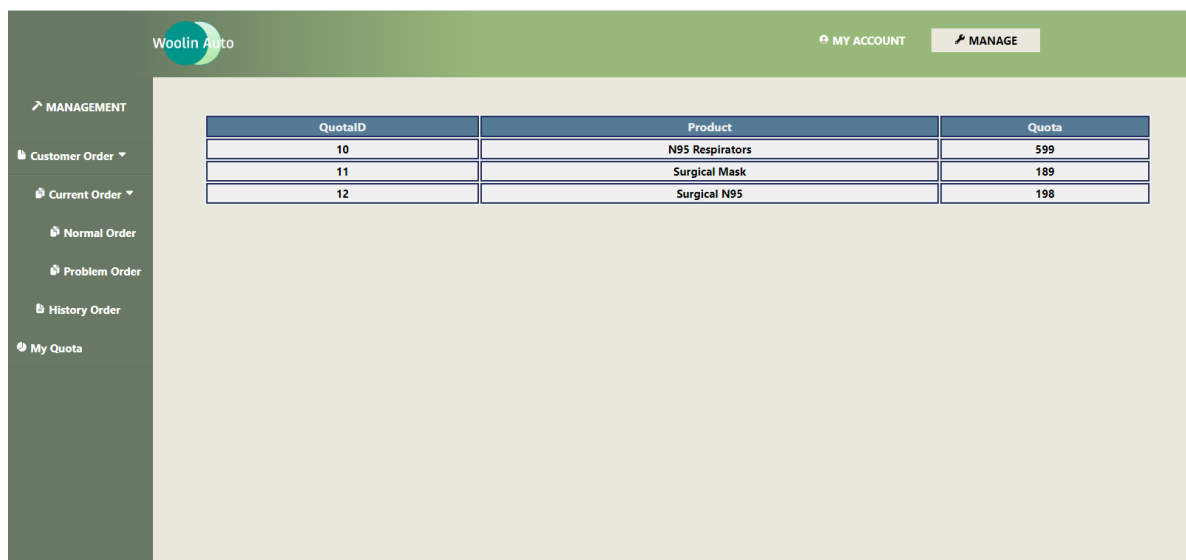 Woolin Auto
MY ACCOUNT
MANAGE
MANAGEMENT
Customer Order
Current Order
Normal Order
Problem Order
History Order
My Quota
QuotaID Product Quota
10 N95 Respirators 599
11 Surgical Mask 189
12 Surgical N95 198